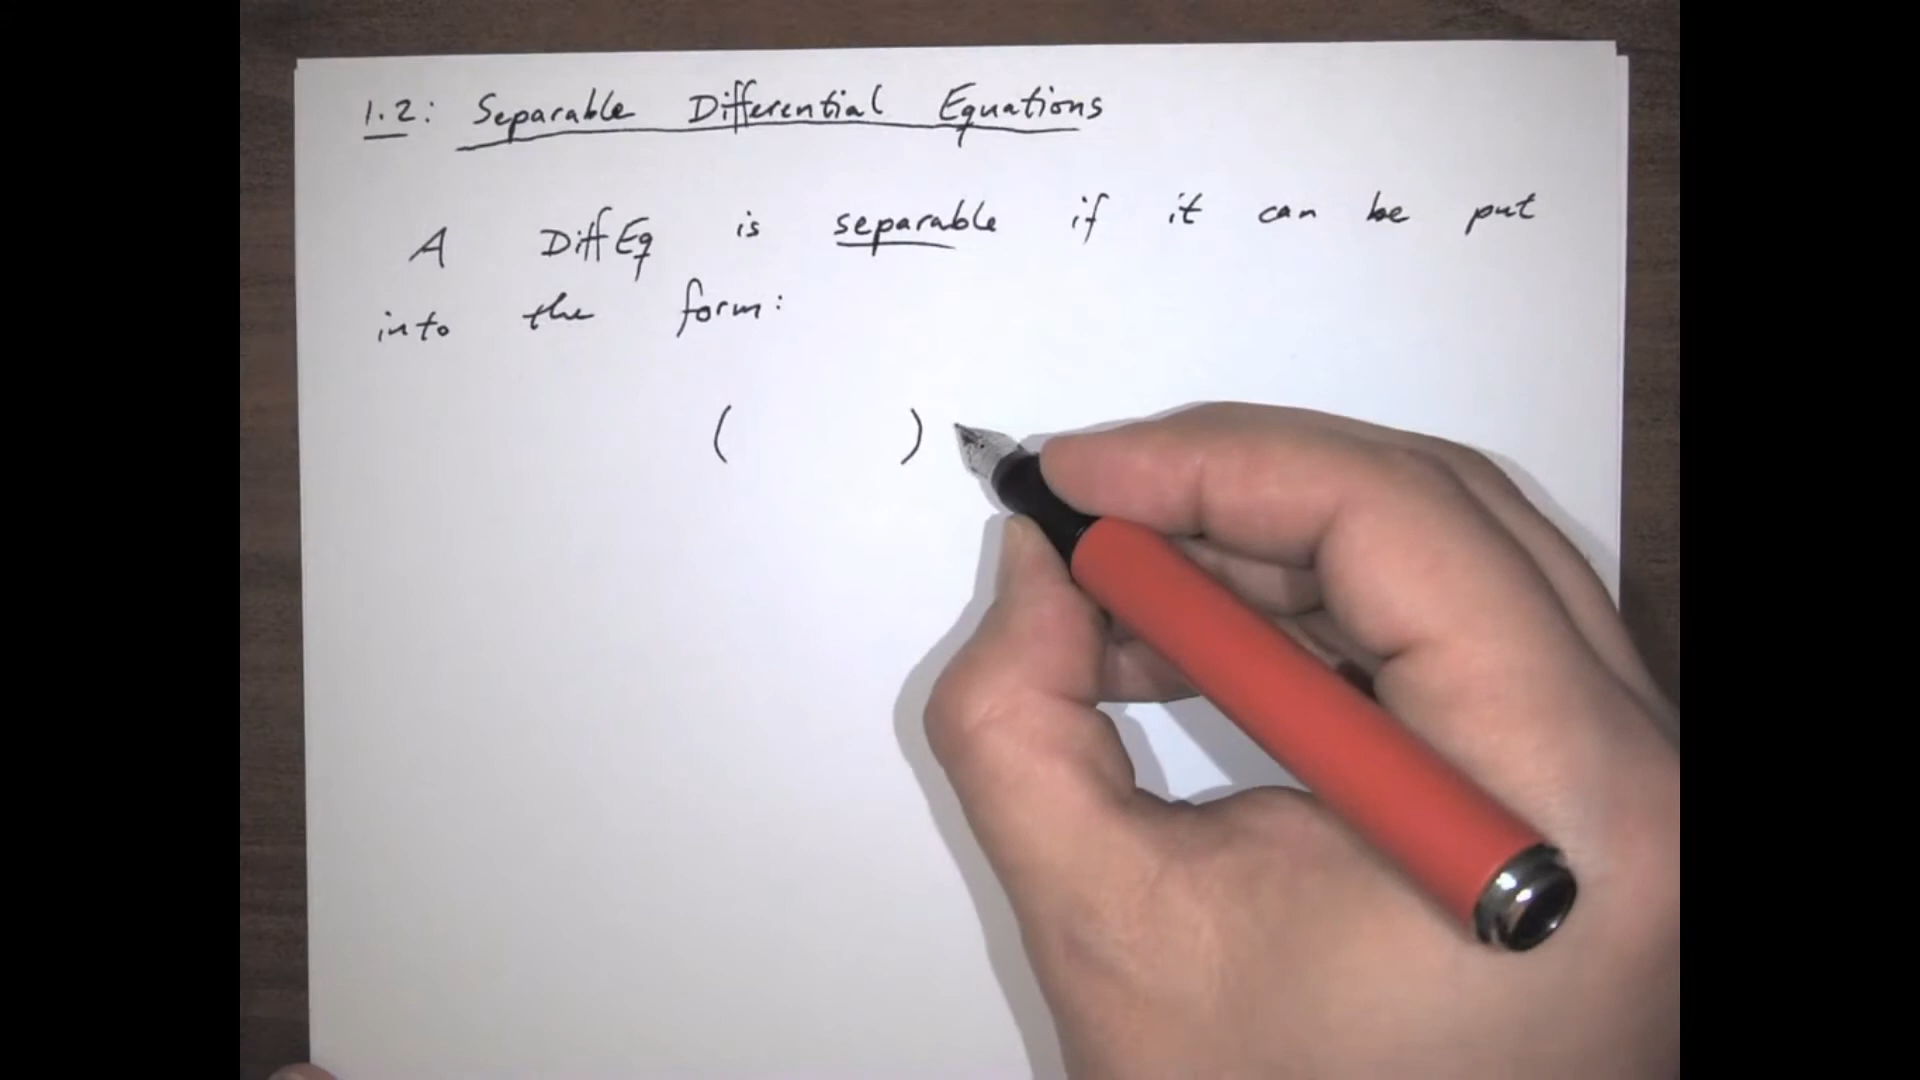 1.2: Separable Differential Equations
A DiffEq is separable if it can be put
into the form:
( )